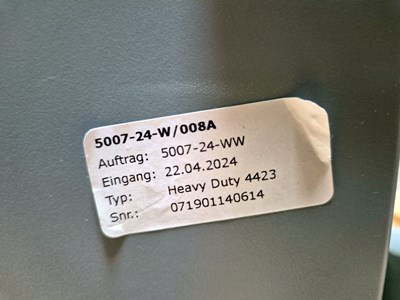 5007-24-W/008A
Auftrag: 5007-24-WW
Eingang: 22.04.2024
Typ: Heavy Duty 4423
Snr.: 071901140614